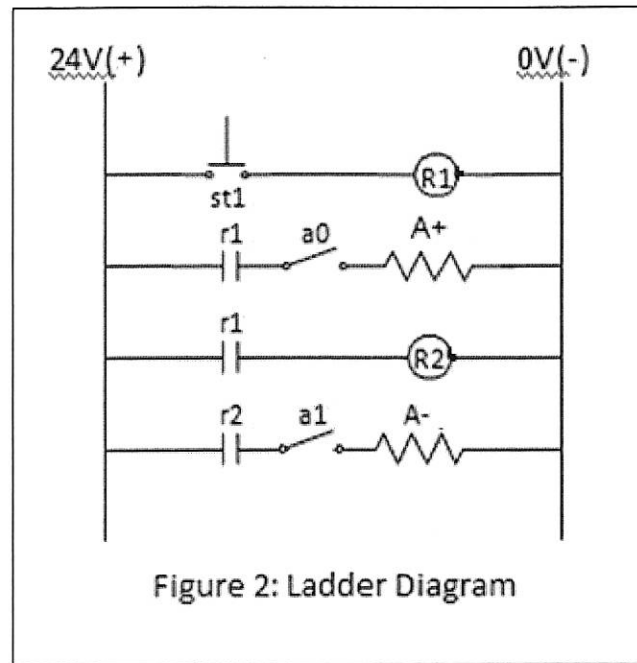 24V(+) 0V(-)
st1 R1
r1 a0 A+
r1 R2
r2 a1 A-
Figure 2: Ladder Diagram